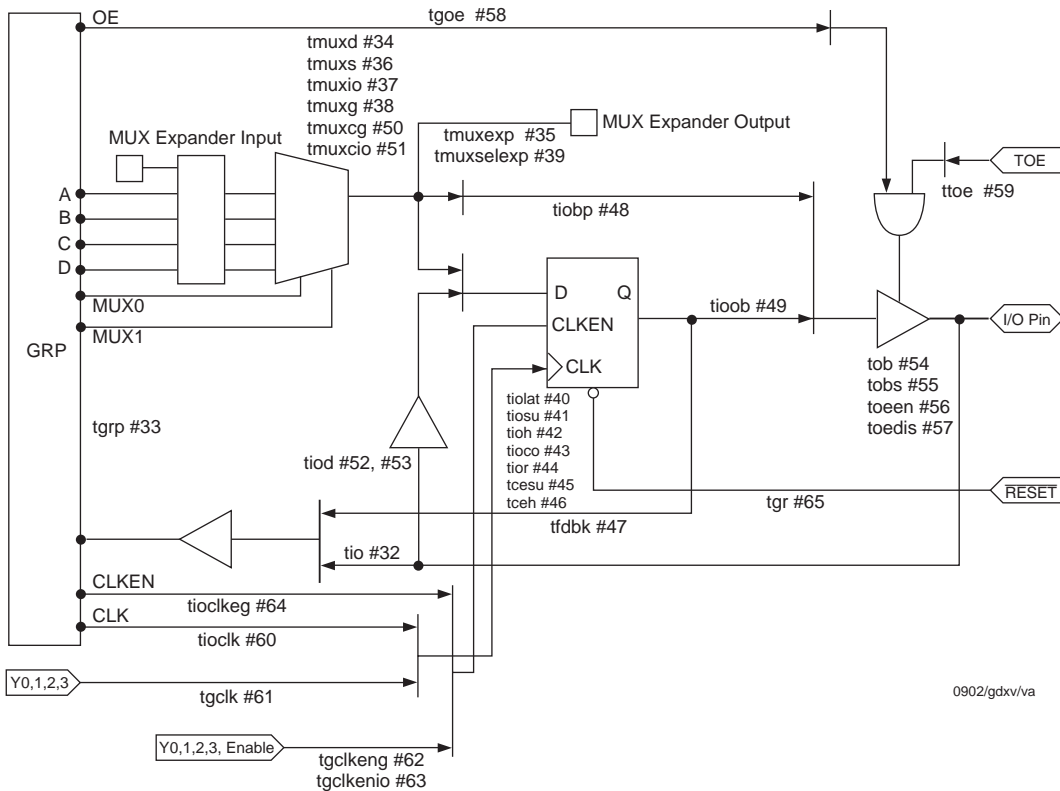 OE
tgoe #58
tmuxd #34
tmuxs #36
tmuxio #37
tmuxg #38
tmuxcg #50
tmuxcio #51
MUX Expander Input
tmuxexp #35
tmuxselexp #39
MUX Expander Output
TOE
ttoe #59
A
B
C
D
MUX0
MUX1
GRP
tiobp #48
D
Q
CLKEN
CLK
tioob #49
I/O Pin
tob #54
tobs #55
toeen #56
toedis #57
tgrp #33
tiod #52, #53
tiolat #40
tiosu #41
tioh #42
tioco #43
tior #44
tcesu #45
tceh #46
RESET
tgr #65
tfdbk #47
tio #32
CLKEN
tioclkeg #64
CLK
tioclk #60
Y0,1,2,3
tgclk #61
0902/gdxv/va
Y0,1,2,3, Enable
tgclkeng #62
tgclkenio #63